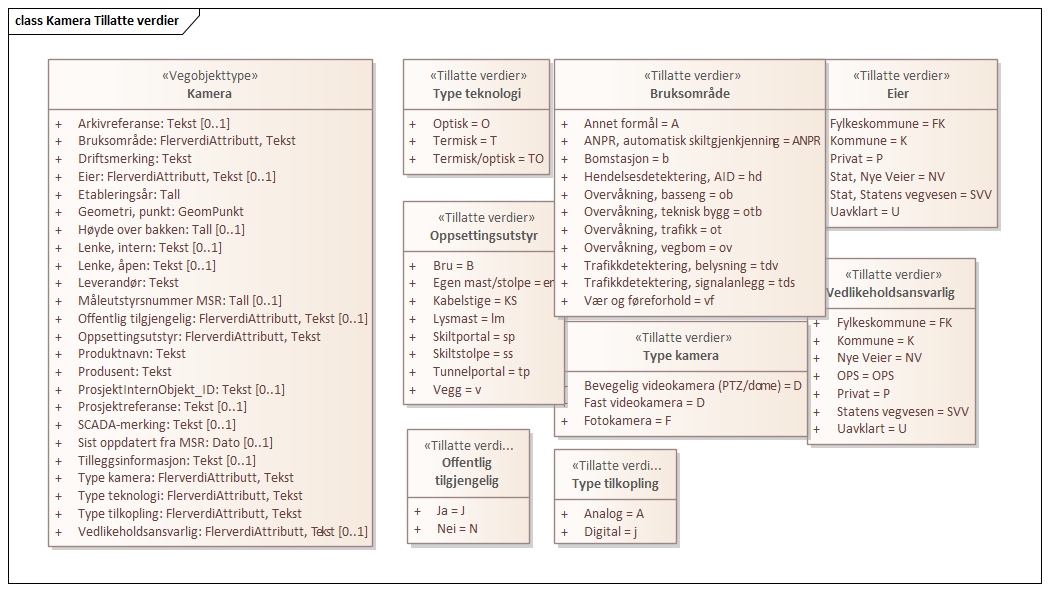 class Kamera Tillatte verdier
«Vegobjekttype»
Kamera
+ Arkivreferanse: Tekst [0..1]
+ Bruksområde: FlerverdiAttributt, Tekst
+ Driftsmerking: Tekst
+ Eier: FlerverdiAttributt, Tekst [0..1]
+ Etableringsår: Tall
+ Geometri, punkt: GeomPunkt
+ Høyde over bakken: Tall [0..1]
+ Lenke, intern: Tekst [0..1]
+ Lenke, åpen: Tekst [0..1]
+ Leverandør: Tekst
+ Måleutstyrsnummer MSR: Tall [0..1]
+ Offentlig tilgjengelig: FlerverdiAttributt, Tekst [0..1]
+ Oppsettingsutstyr: FlerverdiAttributt, Tekst
+ Produktnavn: Tekst
+ Produsent: Tekst
+ ProsjektInternObjekt_ID: Tekst [0..1]
+ Prosjektreferanse: Tekst [0..1]
+ SCADA-merking: Tekst [0..1]
+ Sist oppdatert fra MSR: Dato [0..1]
+ Tilleggsinformasjon: Tekst [0..1]
+ Type kamera: FlerverdiAttributt, Tekst
+ Type teknologi: FlerverdiAttributt, Tekst
+ Type tilkopling: FlerverdiAttributt, Tekst
+ Vedlikeholdsansvarlig: FlerverdiAttributt, Tekst [0..1]
«Tillatte verdier»
Type teknologi
+ Optisk = O
+ Termisk = T
+ Termisk/optisk = TO
«Tillatte verdier»
Oppsettingsutstyr
+ Bru = B
+ Egen mast/stolpe =
+ Kabelstige = KS
+ Lysmast = lm
+ Skiltportal = sp
+ Skiltstolpe = ss
+ Tunnelportal = tp
+ Vegg = v
«Tillatte verdi...
Offentlig
tilgjengelig
+ Ja = J
+ Nei = N
«Tillatte verdier»
Bruksområde
+ Annet formål = A
+ ANPR, automatisk skiltgjenkjenning = ANPR
+ Bomstasjon = b
+ Hendelsesdetektering, AID = hd
+ Overvåkning, basseng = ob
+ Overvåkning, teknisk bygg = otb
+ Overvåkning, trafikk = ot
+ Overvåkning, vegbom = ov
+ Trafikkdetektering, belysning = tdv
+ Trafikkdetektering, signalanlegg = tds
+ Vær og føreforhold = vf
«Tillatte verdier»
Type kamera
Bevegelig videokamera (PTZ/dome) = D
Fast videokamera = D
+ Fotokamera = F
«Tillatte verdi...
Type tilkopling
+ Analog = A
+ Digital = j
«Tillatte verdier»
Eier
Fylkeskommune = FK
Kommune = K
Privat = P
Stat, Nye Veier = NV
Stat, Statens vegvesen = SVV
Uavklart = U
«Tillatte verdier»
Vedlikeholdsansvarlig
+ Fylkeskommune = FK
+ Kommune = K
+ Nye Veier = NV
+ OPS = OPS
+ Privat = P
+ Statens vegvesen = SVV
+ Uavklart = U